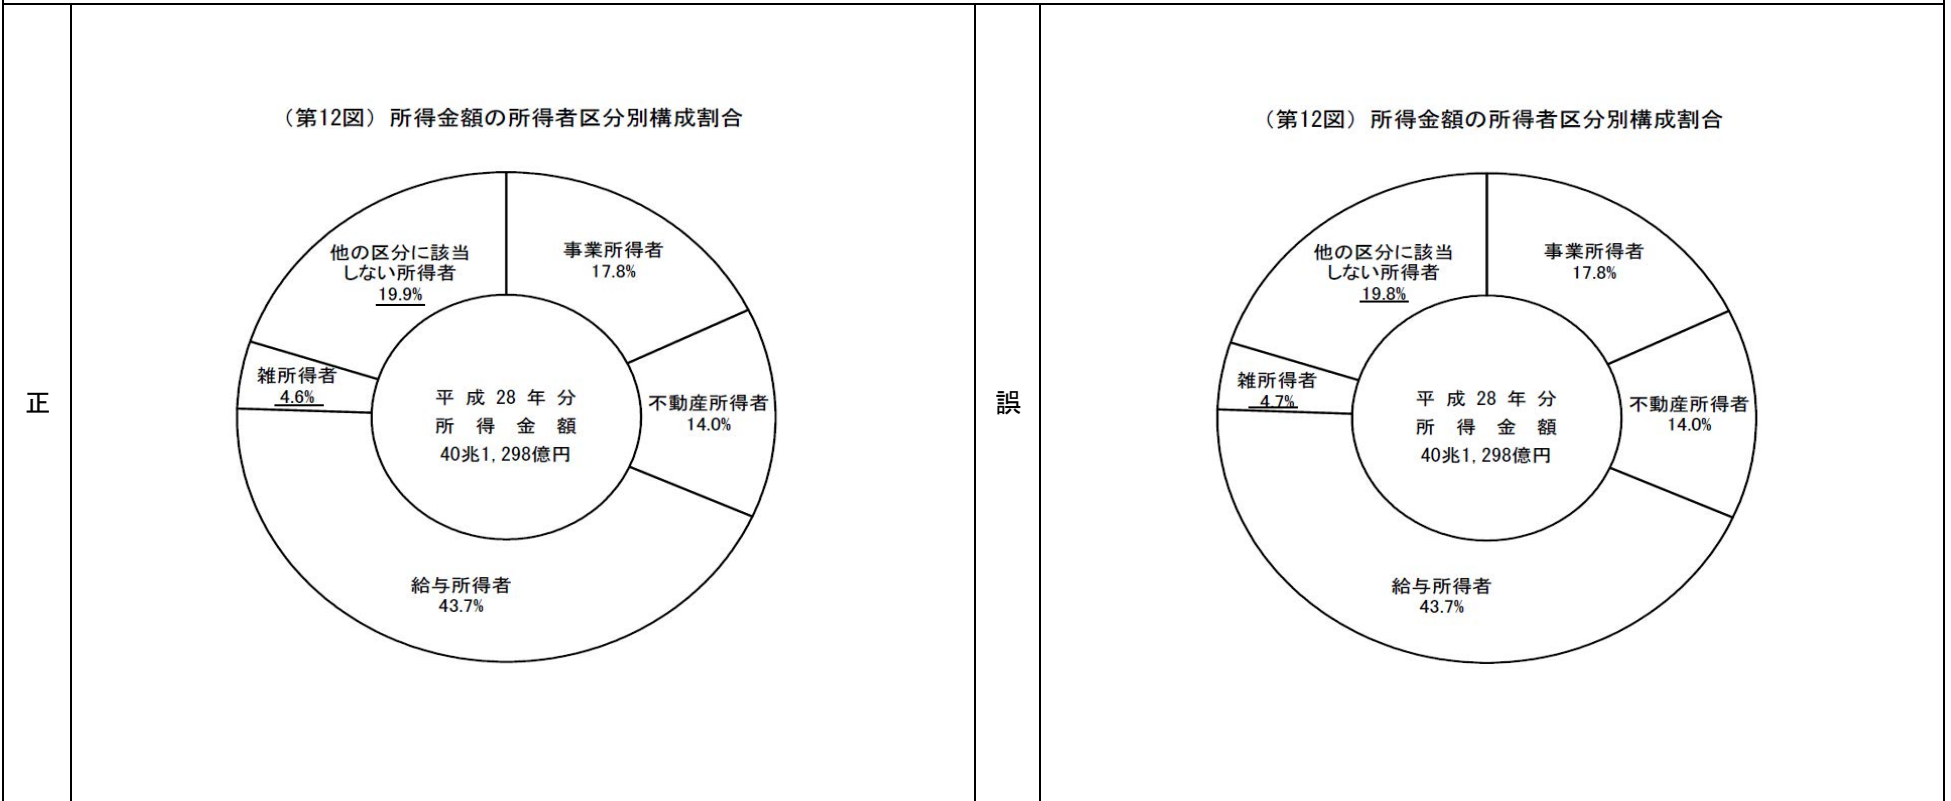 正
（第12図）所得金額の所得者区分別構成割合
他の区分に該当
しない所得者
19.9%
事業所得者
17.8%
雑所得者
4.6%
平成28年分
所得金額
40兆1,298億円
不動産所得者
14.0%
給与所得者
43.7%
誤
（第12図）所得金額の所得者区分別構成割合
他の区分に該当
しない所得者
19.8%
事業所得者
17.8%
雑所得者
4.7%
平成28年分
所得金額
40兆1,298億円
不動産所得者
14.0%
給与所得者
43.7%